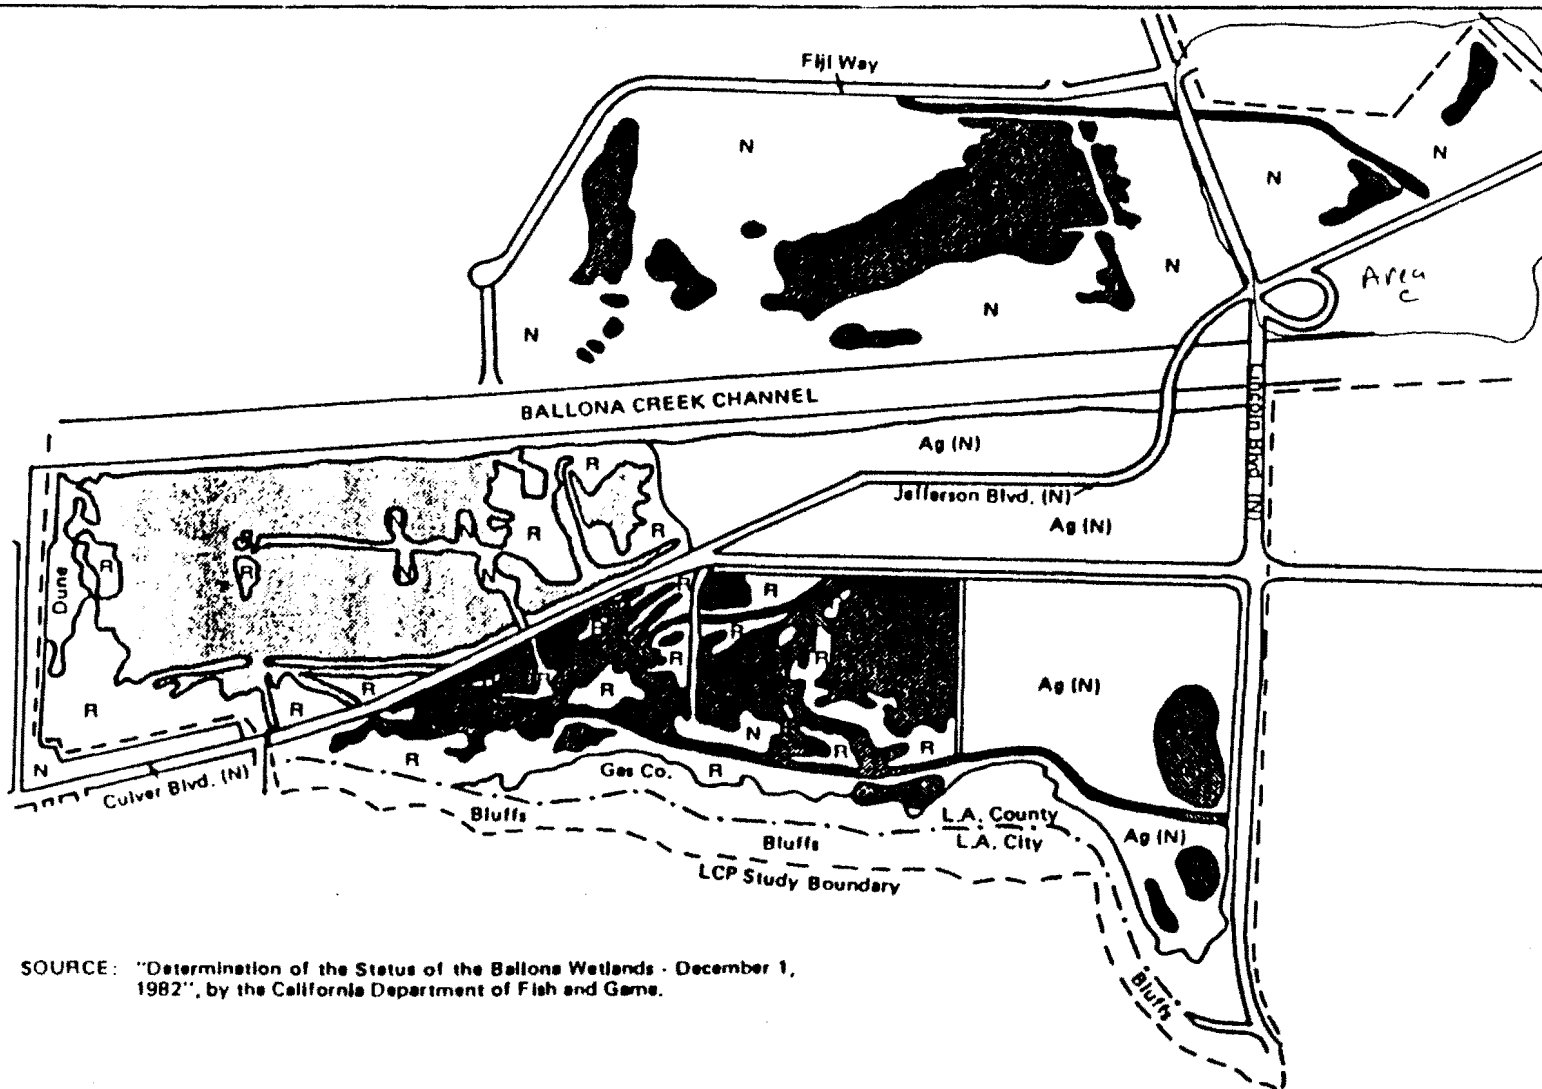 Fiji Way
N
N
N
N
Area
C
N
N
BALLONA CREEK CHANNEL
Lincoln Blvd. (N)
Ag (N)
R
Jefferson Blvd. (N)
R
R
Ag (N)
Dune
R
R
N
N
R
R
R
R
R
R
R
R
R
Ag (N)
R
N
R
R
R
Gas Co.
R
N
Culver Blvd. (N)
Bluffs
L.A. County
L.A. City
Ag (N)
Bluffs
LCP Study Boundary
Bluffs
SOURCE: "Determination of the Status of the Ballona Wetlands - December 1,
1982", by the California Department of Fish and Game.